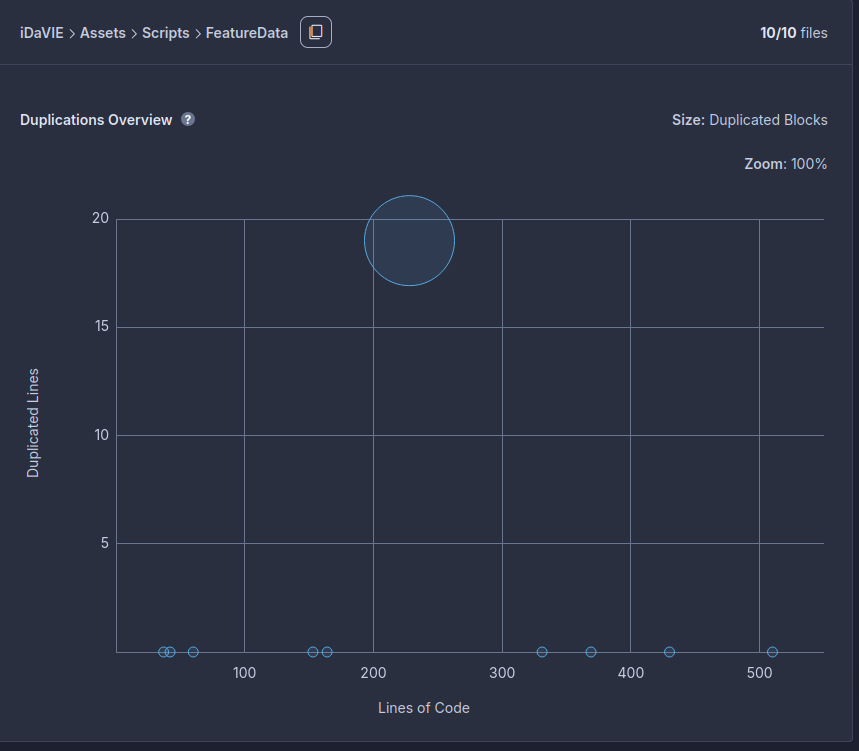 iDaVIE > Assets > Scripts > FeatureData
10/10 files
Duplications Overview ?
Size: Duplicated Blocks
Zoom: 100%
20
15
10
5
Duplicated Lines
100 200 300 400 500
Lines of Code